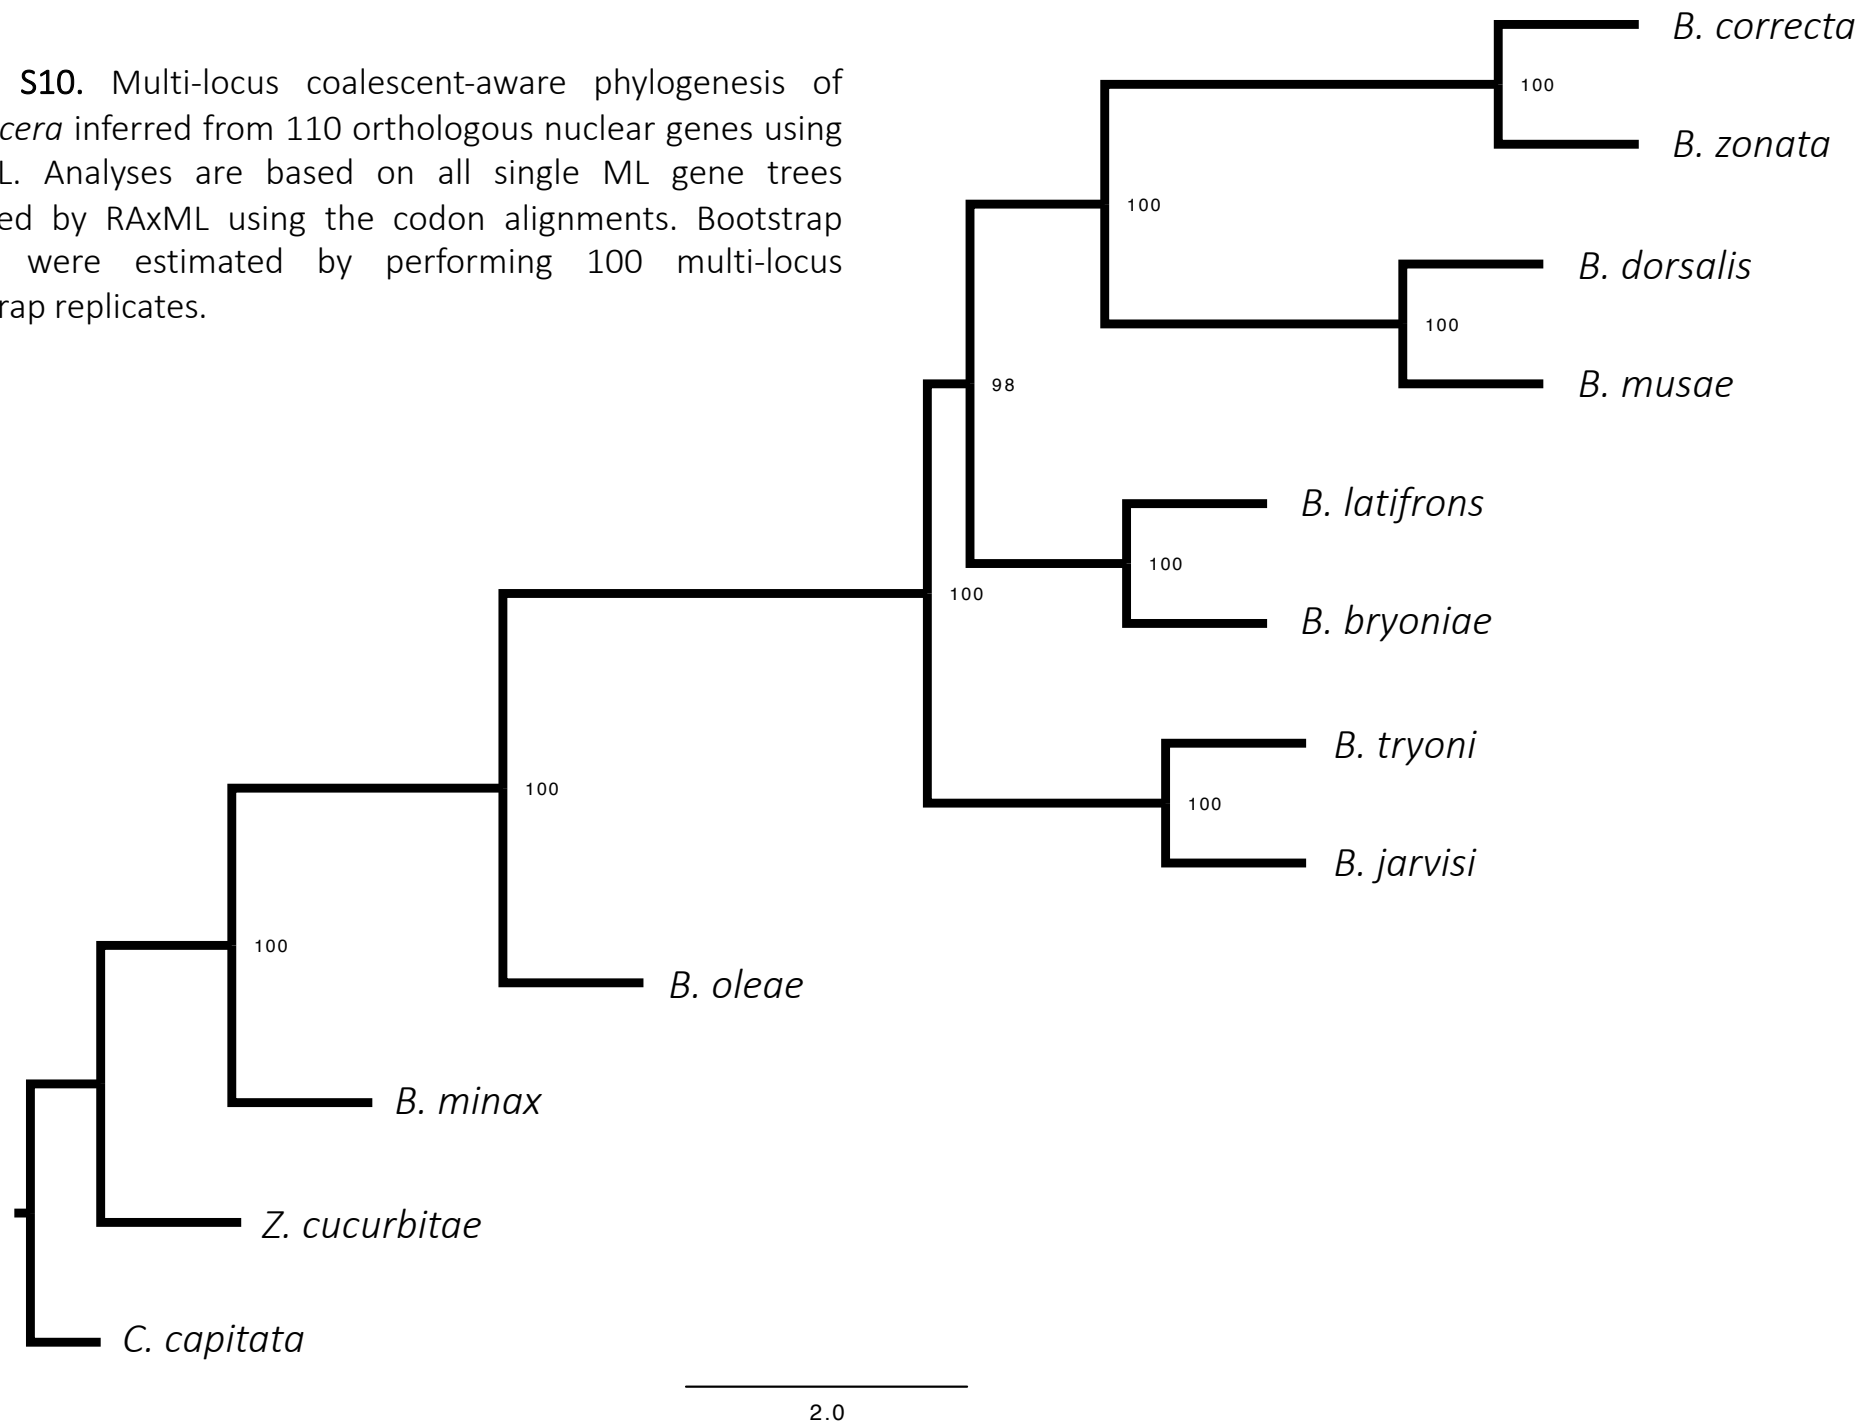 S10. Multi-locus coalescent-aware phylogenesis of
cera inferred from 110 orthologous nuclear genes using
L. Analyses are based on all single ML gene trees
ed by RAxML using the codon alignments. Bootstrap
were estimated by performing 100 multi-locus
rap replicates.
B. correcta
100
B. zonata
100
B. dorsalis
100
B. musae
98
B. latifrons
100
B. bryoniae
100
B. tryoni
100
100
B. jarvisi
100
B. oleae
B. minax
Z. cucurbitae
C. capitata
2.0